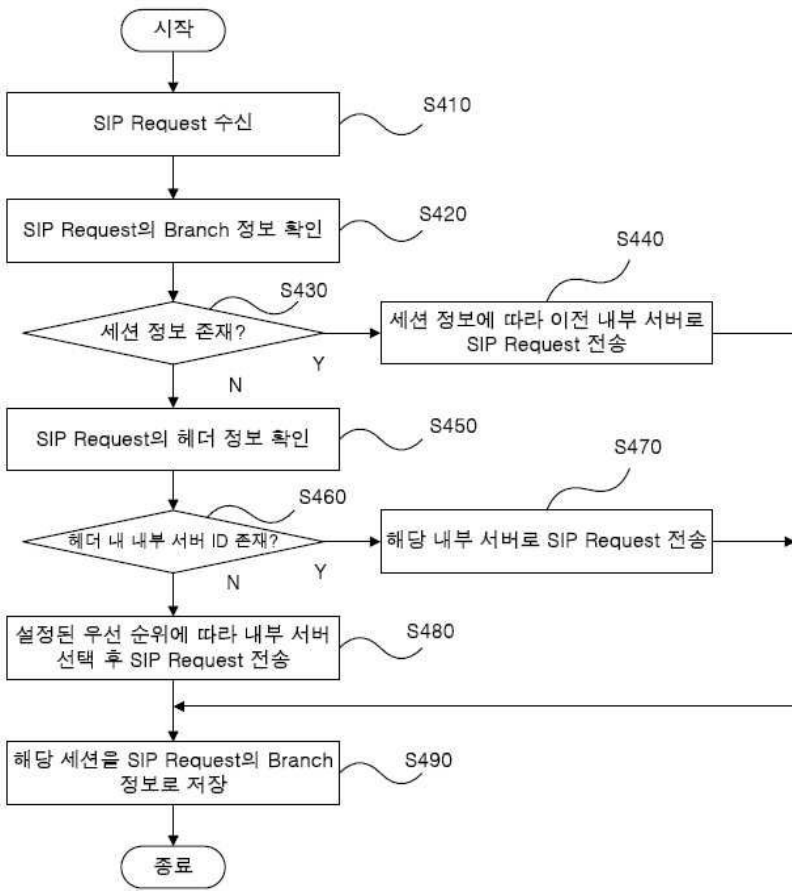 시작
SIP Request 수신
S410
SIP Request의 Branch 정보 확인
S420
세션 정보 존재?
S430
Y
N
세션 정보에 따라 이전 내부 서버로
SIP Request 전송
S440
SIP Request의 헤더 정보 확인
S450
헤더 내 내부 서버 ID 존재?
S460
Y
N
해당 내부 서버로 SIP Request 전송
S470
설정된 우선 순위에 따라 내부 서버
선택 후 SIP Request 전송
S480
해당 세션을 SIP Request의 Branch
정보로 저장
S490
종료